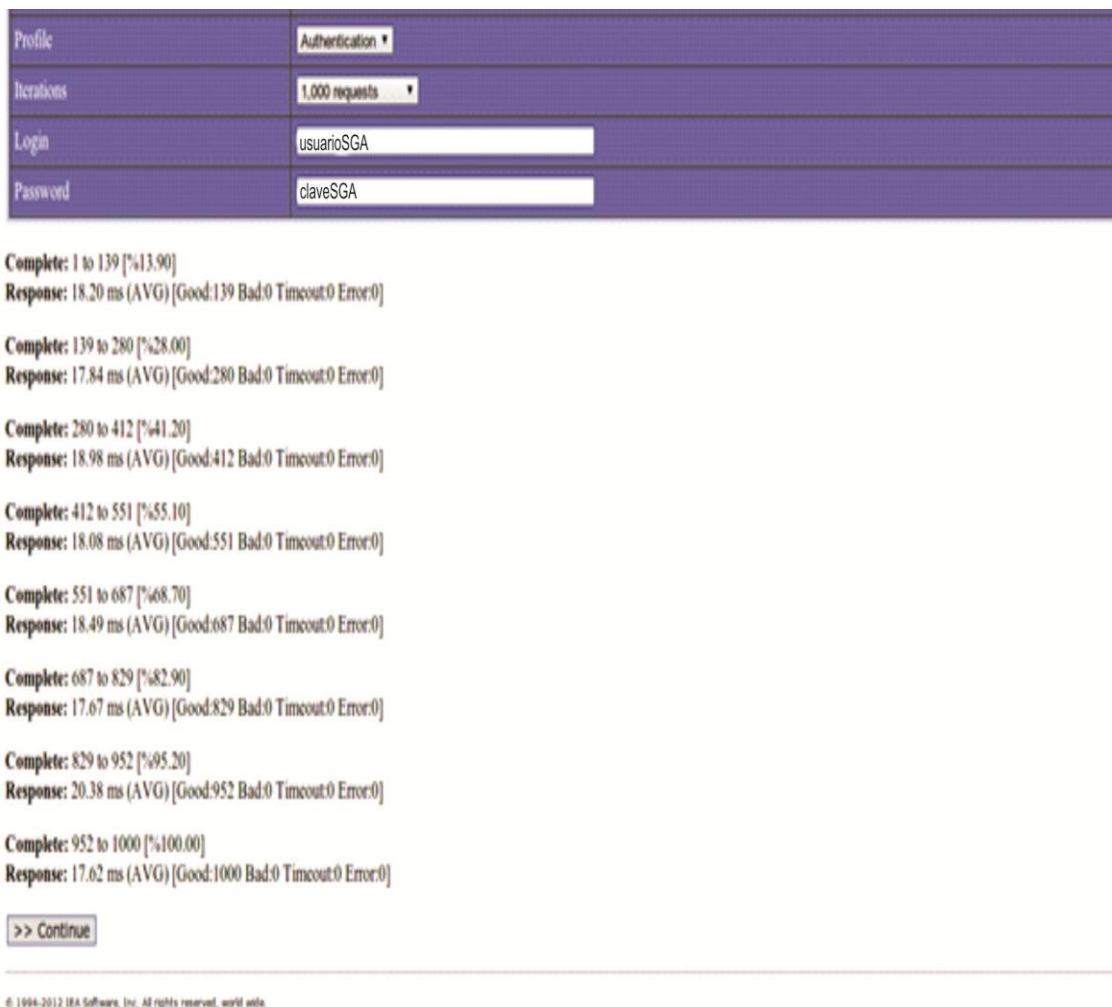 Profile Authentication
Iterations 1,000 requests
Login usuarioSGA
Password claveSGA
Complete: 1 to 139 [%13.90]
Response: 18.20 ms (AVG) [Good:139 Bad:0 Timeout:0 Error:0]
Complete: 139 to 280 [%28.00]
Response: 17.84 ms (AVG) [Good:280 Bad:0 Timeout:0 Error:0]
Complete: 280 to 412 [%41.20]
Response: 18.98 ms (AVG) [Good:412 Bad:0 Timeout:0 Error:0]
Complete: 412 to 551 [%55.10]
Response: 18.08 ms (AVG) [Good:551 Bad:0 Timeout:0 Error:0]
Complete: 551 to 687 [%68.70]
Response: 18.49 ms (AVG) [Good:687 Bad:0 Timeout:0 Error:0]
Complete: 687 to 829 [%82.90]
Response: 17.67 ms (AVG) [Good:829 Bad:0 Timeout:0 Error:0]
Complete: 829 to 952 [%95.20]
Response: 20.38 ms (AVG) [Good:952 Bad:0 Timeout:0 Error:0]
Complete: 952 to 1000 [%100.00]
Response: 17.62 ms (AVG) [Good:1000 Bad:0 Timeout:0 Error:0]
>> Continue
© 1994-2012 IEA Software, Inc. All rights reserved, world wide.